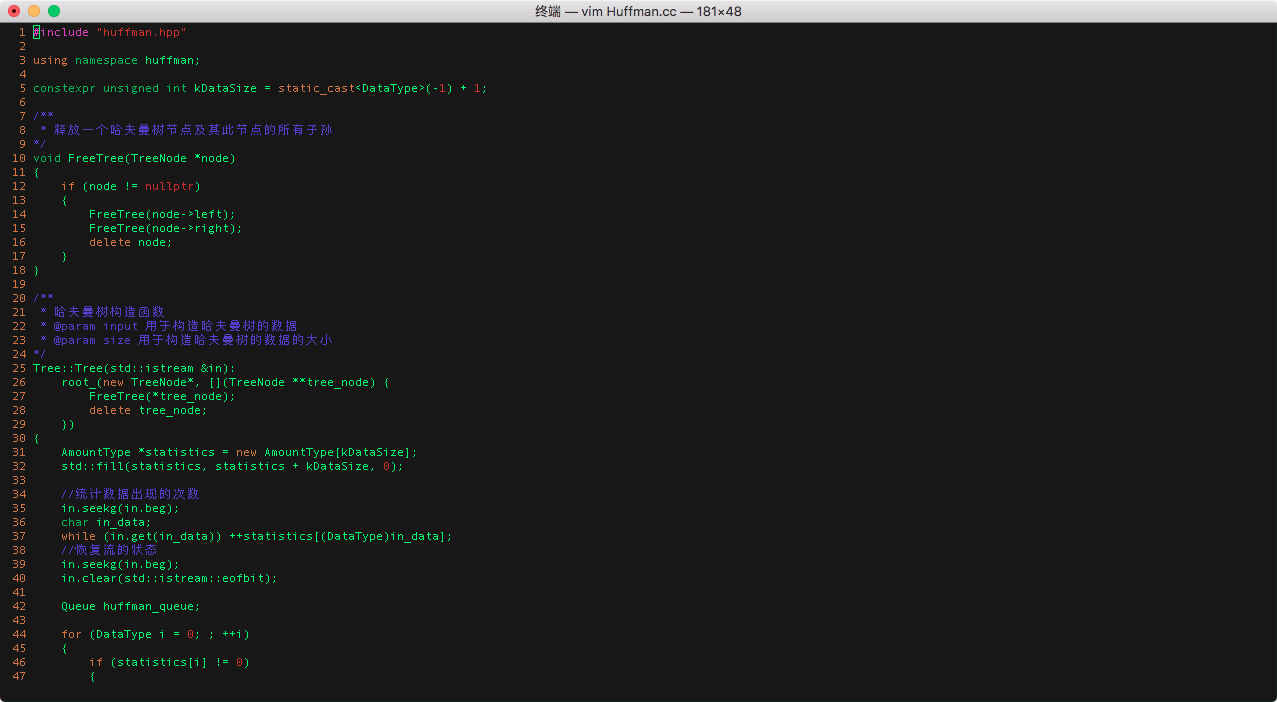 终端 — vim Huffman.cc — 181×48
1 #include "huffman.hpp"
2
3 using namespace huffman;
4
5 constexpr unsigned int kDataSize = static_cast<DataType>(-1) + 1;
6
7 /**
8  * 释放一个哈夫曼树节点及其此节点的所有子孙
9 */
10 void FreeTree(TreeNode *node)
11 {
12     if (node != nullptr)
13     {
14         FreeTree(node->left);
15         FreeTree(node->right);
16         delete node;
17     }
18 }
19
20 /**
21  * 哈夫曼树构造函数
22  * @param input 用于构造哈夫曼树的数据
23  * @param size 用于构造哈夫曼树的数据的大小
24 */
25 Tree::Tree(std::istream &in):
26     root_(new TreeNode*, [](TreeNode **tree_node) {
27         FreeTree(*tree_node);
28         delete tree_node;
29     })
30 {
31     AmountType *statistics = new AmountType[kDataSize];
32     std::fill(statistics, statistics + kDataSize, 0);
33
34     //统计数据出现的次数
35     in.seekg(in.beg);
36     char in_data;
37     while (in.get(in_data)) ++statistics[(DataType)in_data];
38     //恢复流的状态
39     in.seekg(in.beg);
40     in.clear(std::istream::eofbit);
41
42     Queue huffman_queue;
43
44     for (DataType i = 0; ; ++i)
45     {
46         if (statistics[i] != 0)
47         {